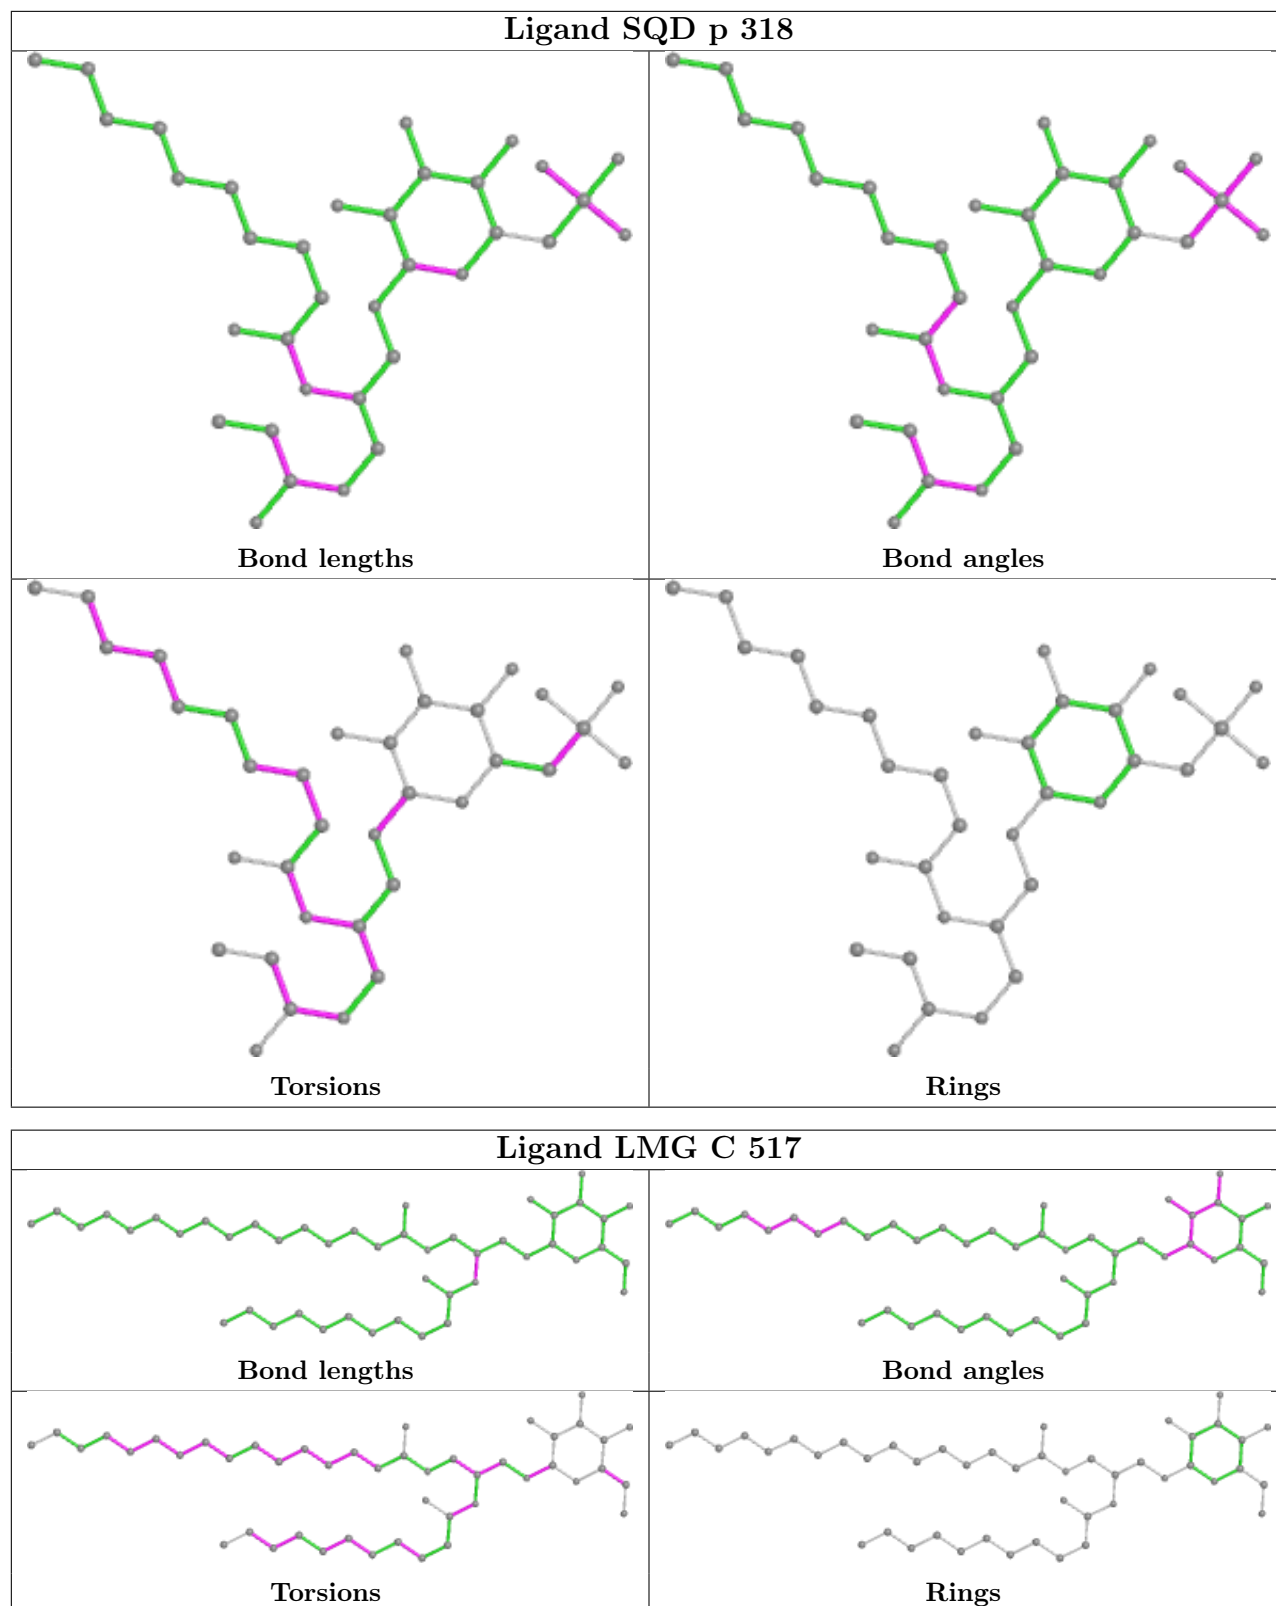 Ligand SQD p 318
Bond lengths
Bond angles
Torsions
Rings
Ligand LMG C 517
Bond lengths
Bond angles
Torsions
Rings